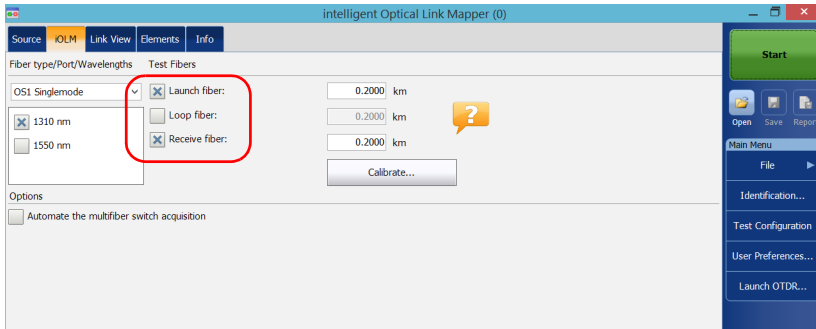 intelligent Optical Link Mapper (0)
Source iOLM Link View Elements Info
Start
Fiber type/Port/Wavelengths Test Fibers
OS1 Singlemode Launch fiber: 0.2000 km
Loop fiber: 0.2000 km
1310 nm
Receive fiber: 0.2000 km
1550 nm
Calibrate...
?
Options
Automate the multifiber switch acquisition
Open Save Repor
Main Menu
File
Identification...
Test Configuration
User Preferences...
Launch OTDR...